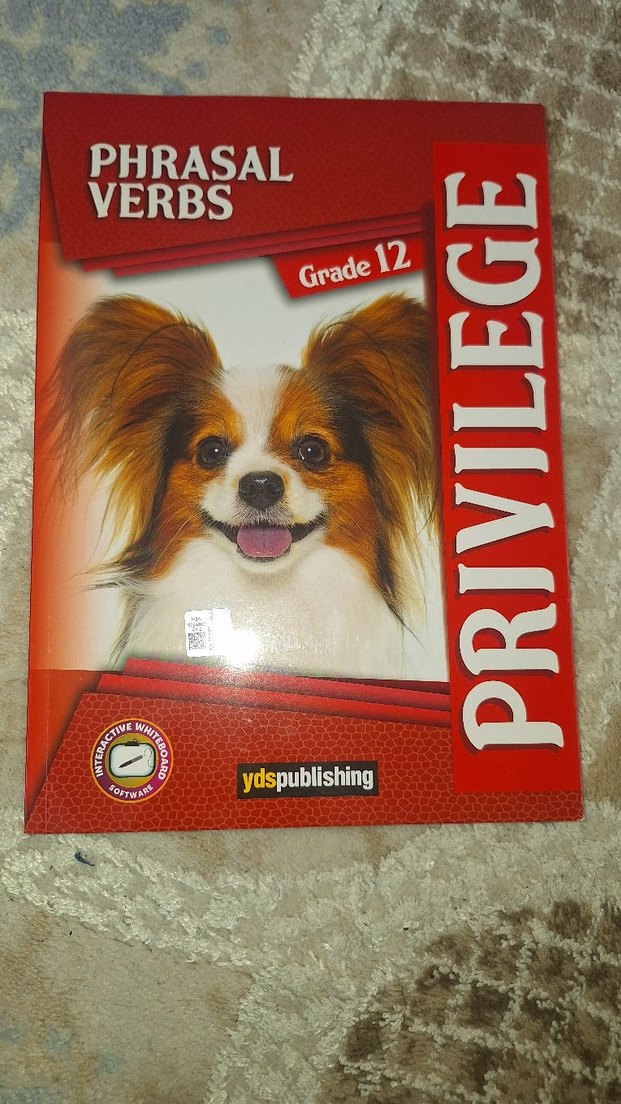 PHRASAL
VERBS
Grade 12
PRIVILEGE
INTERACTIVE WHITEBOARD
SOFTWARE
ydspublishing